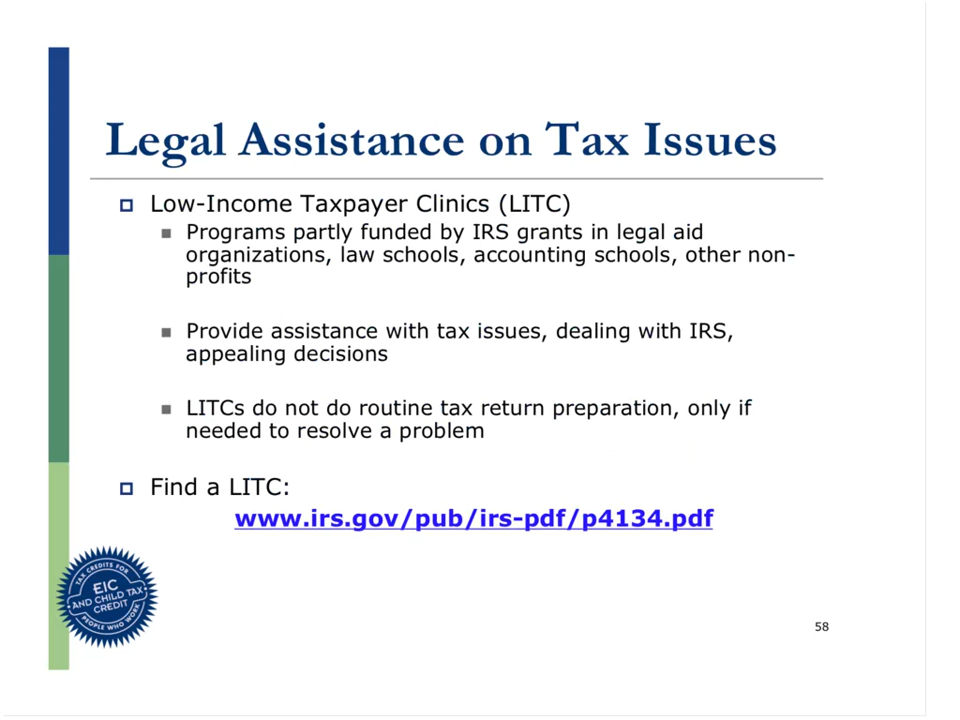 Legal Assistance on Tax Issues
Low-Income Taxpayer Clinics (LITC)
Programs partly funded by IRS grants in legal aid
organizations, law schools, accounting schools, other non-
profits
Provide assistance with tax issues, dealing with IRS,
appealing decisions
LITCs do not do routine tax return preparation, only if
needed to resolve a problem
Find a LITC:
www.irs.gov/pub/irs-pdf/p4134.pdf
TAX CREDITS FOR
EIC
AND CHILD TAX
CREDIT
PEOPLE WHO WORK
58